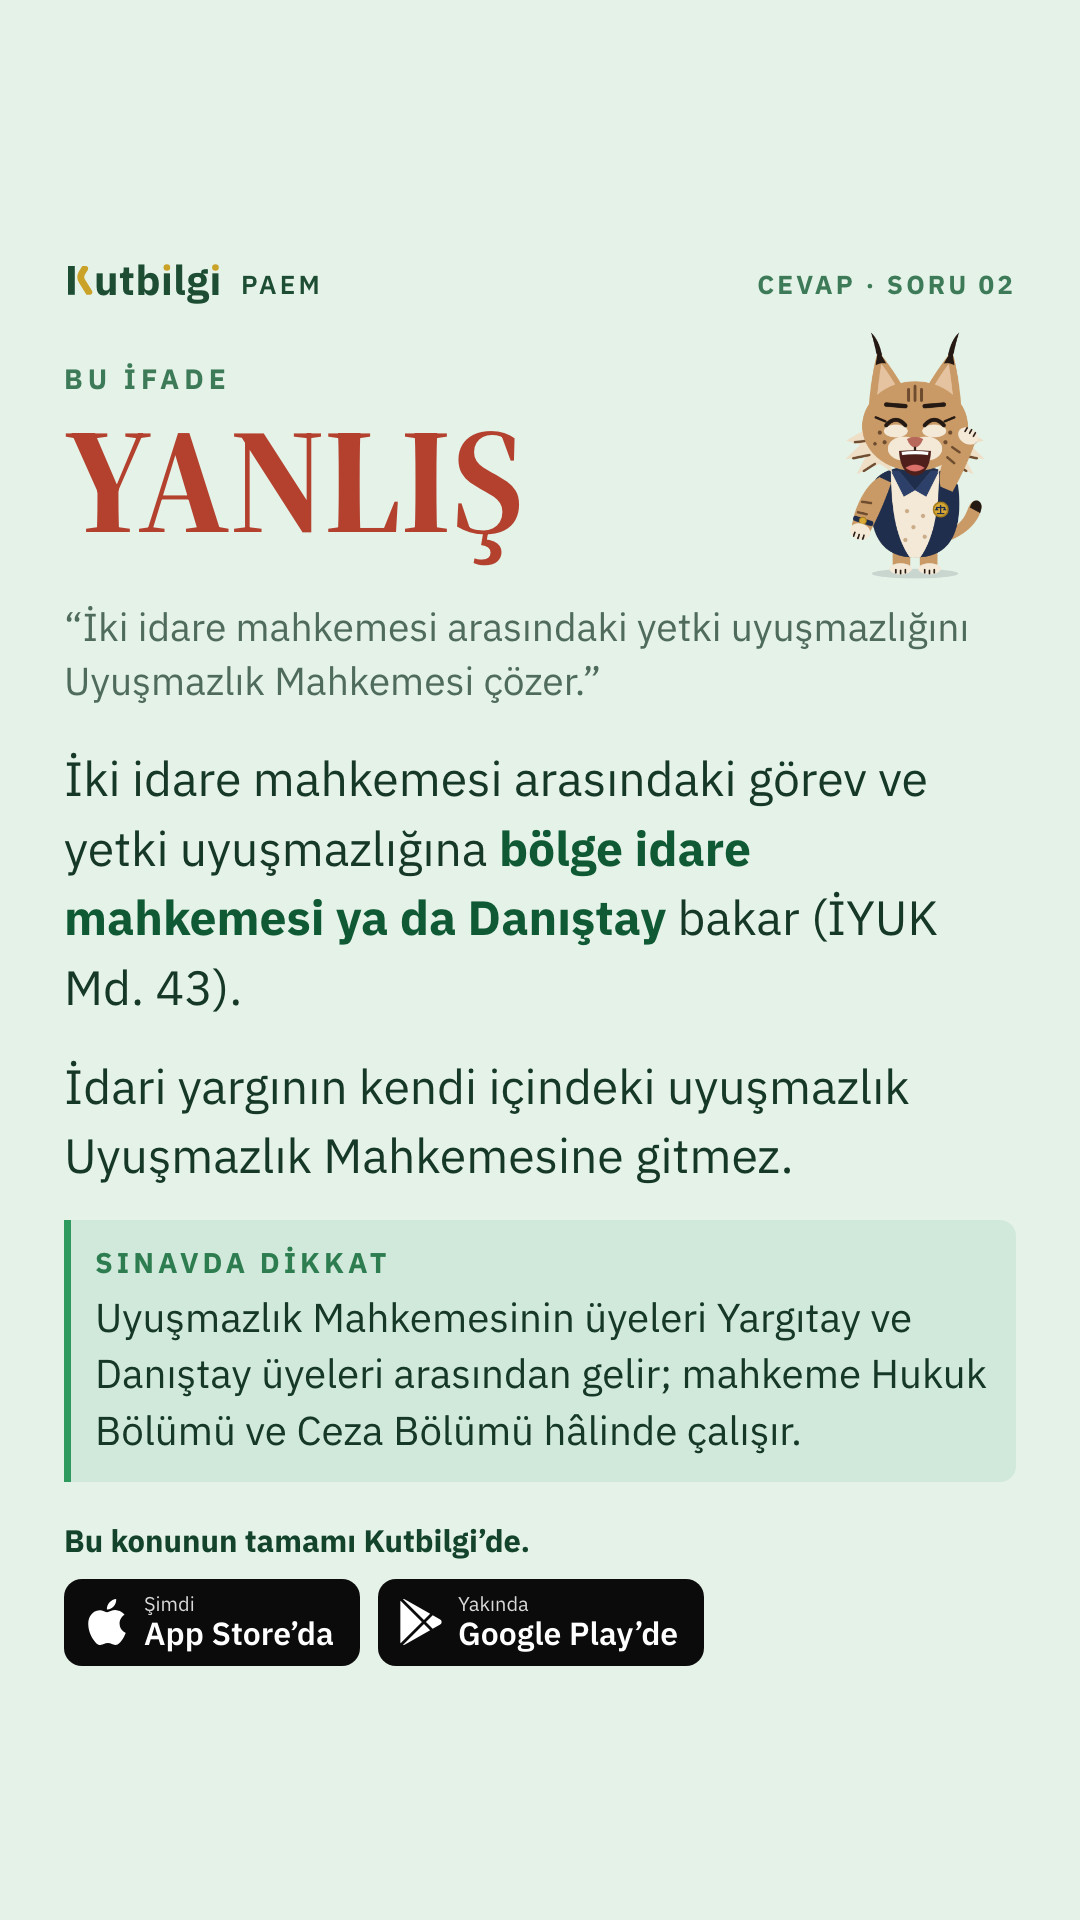 Kutbilgi PAEM
CEVAP · SORU 02
BU İFADE
YANLIŞ
“İki idare mahkemesi arasındaki yetki uyuşmazlığını
Uyuşmazlık Mahkemesi çözer.”
İki idare mahkemesi arasındaki görev ve
yetki uyuşmazlığına bölge idare
mahkemesi ya da Danıştay bakar (İYUK
Md. 43).
İdari yargının kendi içindeki uyuşmazlık
Uyuşmazlık Mahkemesine gitmez.
SINAVDA DİKKAT
Uyuşmazlık Mahkemesinin üyeleri Yargıtay ve
Danıştay üyeleri arasından gelir; mahkeme Hukuk
Bölümü ve Ceza Bölümü hâlinde çalışır.
Bu konunun tamamı Kutbilgi’de.
Şimdi
App Store’da
Yakında
Google Play’de